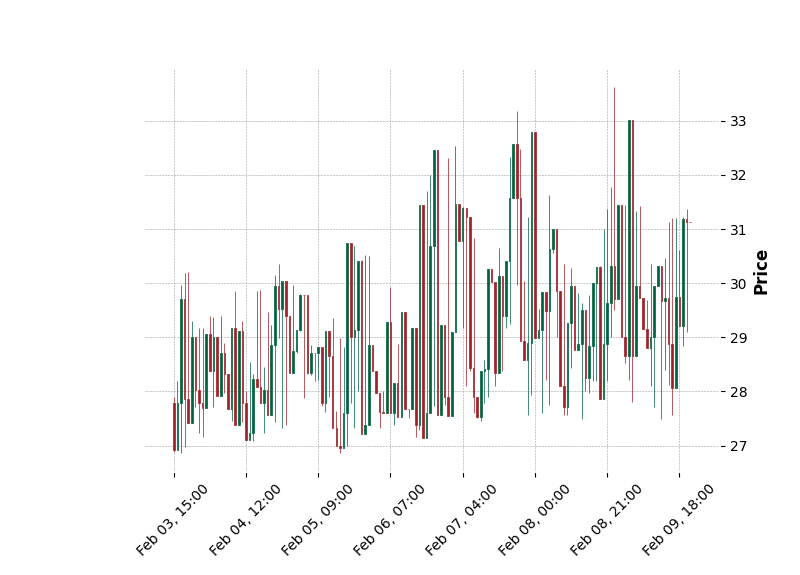 33
32
31
30
29
28
27
Price
Feb 03, 15:00
Feb 04, 12:00
Feb 05, 09:00
Feb 06, 07:00
Feb 07, 04:00
Feb 08, 00:00
Feb 08, 21:00
Feb 09, 18:00